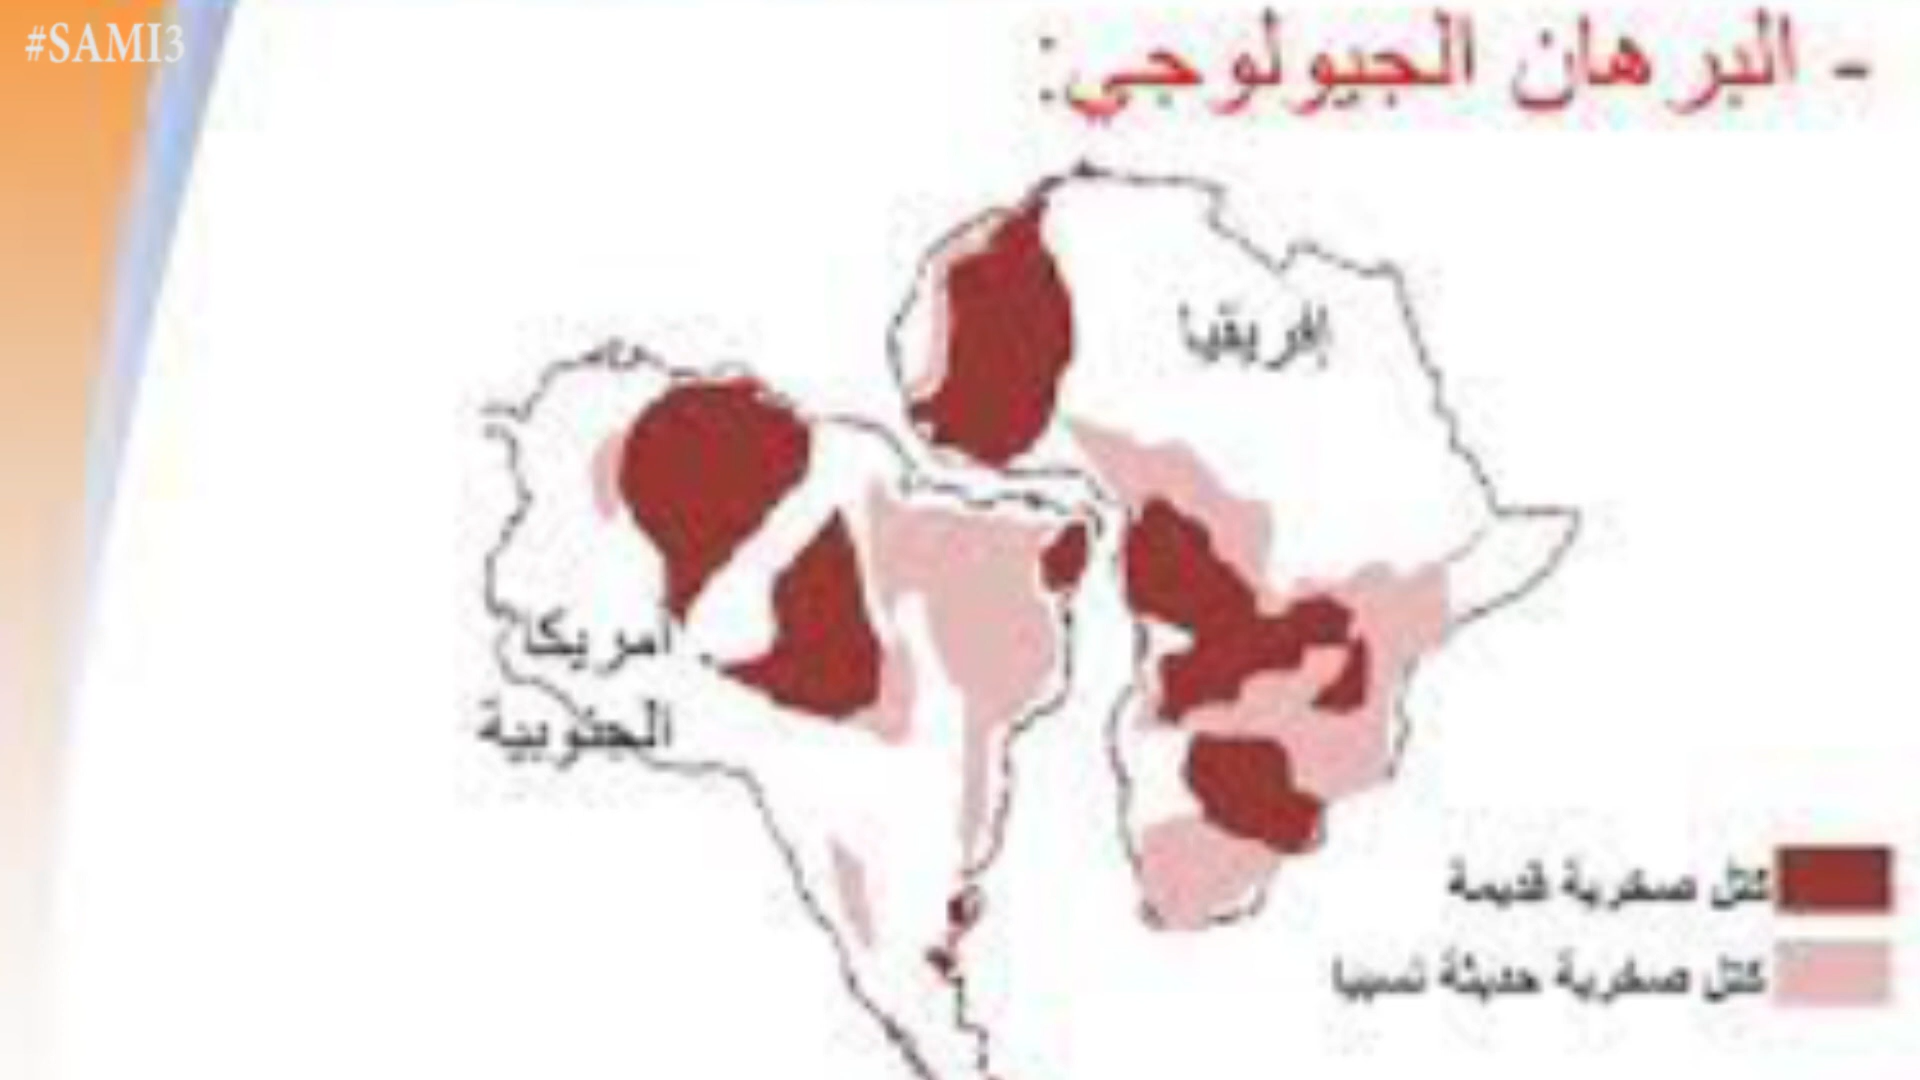 #SAMI3
- البرهان الجيولوجي:
إفريقيا
أمريكا
الجنوبية
كتل صخرية قديمة
كتل صخرية حديثة نسبيا